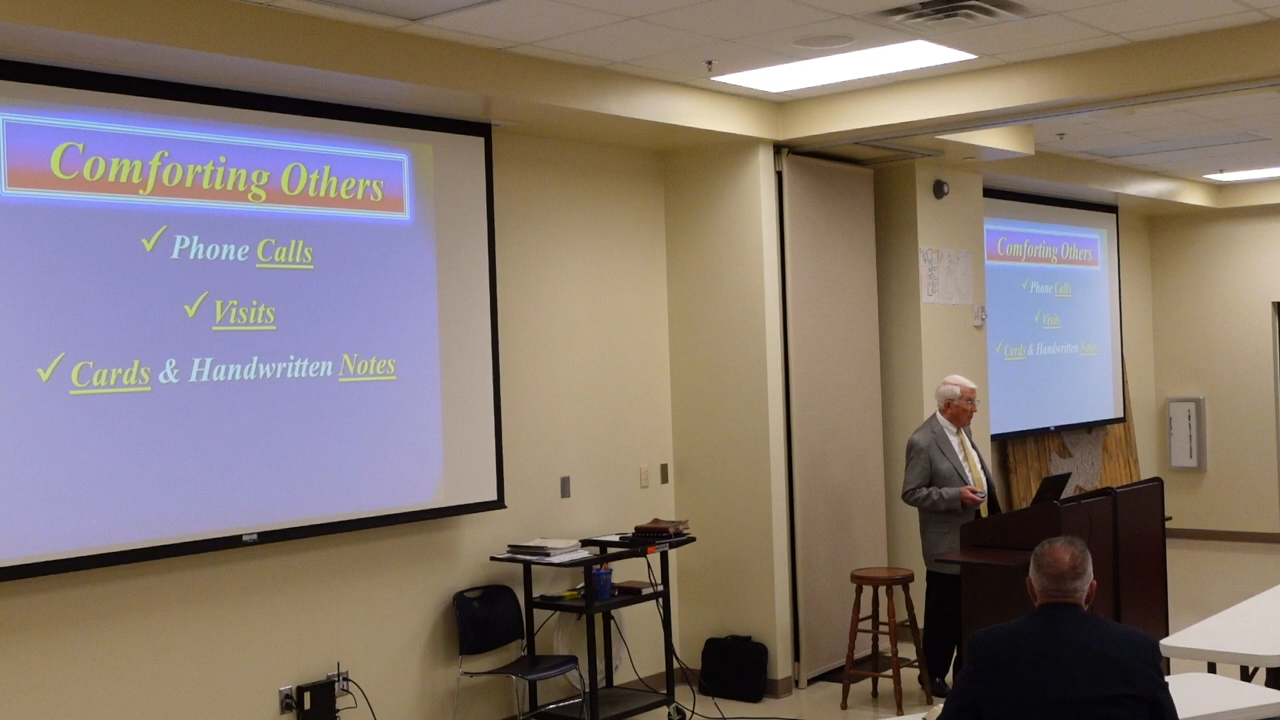 Comforting Others
✓ Phone Calls
✓ Visits
✓ Cards & Handwritten Notes
Comforting Others
✓ Phone Calls
✓ Visits
✓ Cards & Handwritten Notes